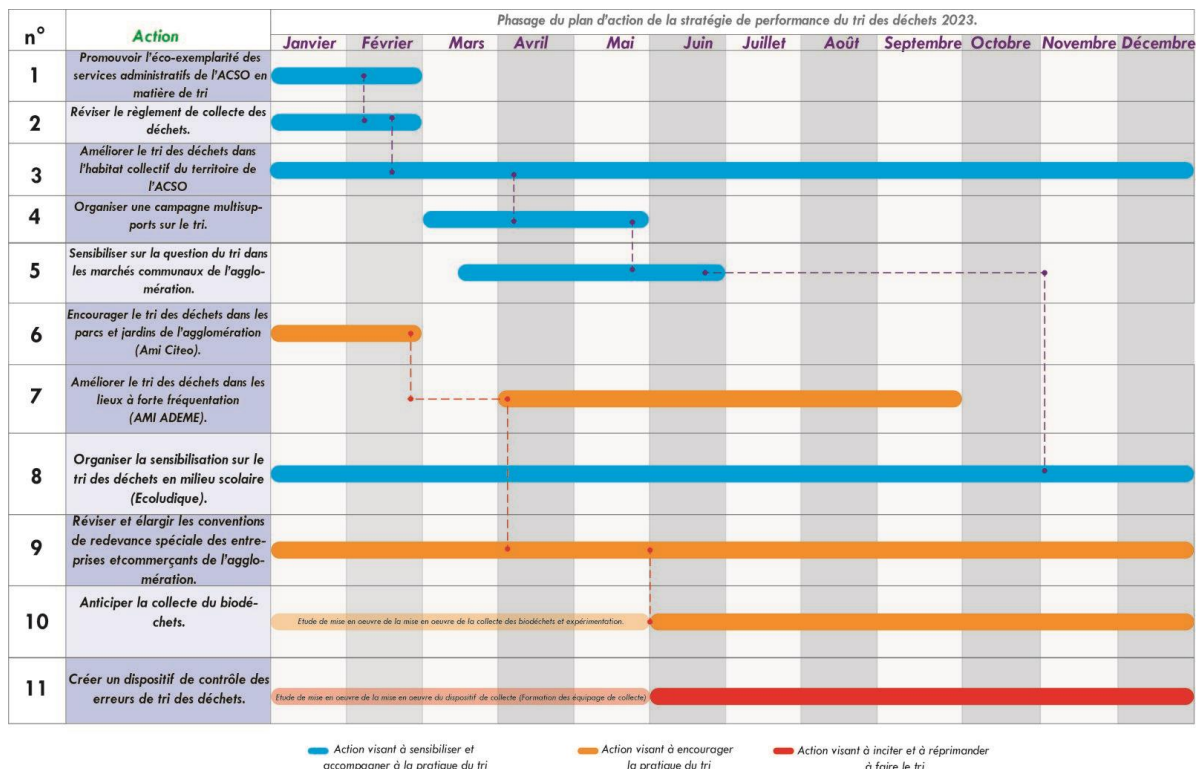 Phasage du plan d'action de la stratégie de performance du tri des déchets 2023.
n° Action Janvier Février Mars Avril Mai Juin Juillet Août Septembre Octobre Novembre Décembre
1
Promouvoir l'éco-exemplarité des
services administratifs de l'ACSO en
matière de tri
2
Réviser le règlement de collecte des
déchets.
3
Améliorer le tri des déchets dans
l'habitat collectif du territoire de
l'ACSO
4
Organiser une campagne multisup-
ports sur le tri.
5
Sensibiliser sur la question du tri dans
les marchés communaux de l'agglo-
mération.
6
Encourager le tri des déchets dans les
parcs et jardins de l'agglomération
(Ami Citeo).
7
Améliorer le tri des déchets dans les
lieux à forte fréquentation
(AMI ADEME).
8
Organiser la sensibilisation sur le
tri des déchets en milieu scolaire
(Ecoludique).
9
Réviser et élargir les conventions
de redevance spéciale des entre-
prises etcommerçants de l'agglo-
mération.
10
Anticiper la collecte du biodé-
chets.
Etude de mise en oeuvre de la mise en oeuvre de la collecte des biodéchets et expérimentation.
11
Créer un dispositif de contrôle des
erreurs de tri des déchets.
Etude de mise en oeuvre de la mise en oeuvre du dispositif de collecte (Formation des équipage de collecte)
Action visant à sensibiliser et
accompagner à la pratique du tri
Action visant à encourager
la pratique du tri
Action visant à inciter et à réprimander
à faire le tri